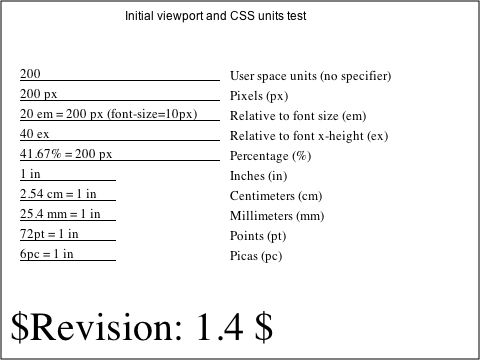 Initial viewport and CSS units test
200 User space units (no specifier)
200 px Pixels (px)
20 em = 200 px (font-size=10px) Relative to font size (em)
40 ex Relative to font x-height (ex)
41.67% = 200 px Percentage (%)
1 in Inches (in)
2.54 cm = 1 in Centimeters (cm)
25.4 mm = 1 in Millimeters (mm)
72pt = 1 in Points (pt)
6pc = 1 in Picas (pc)
$Revision: 1.4 $